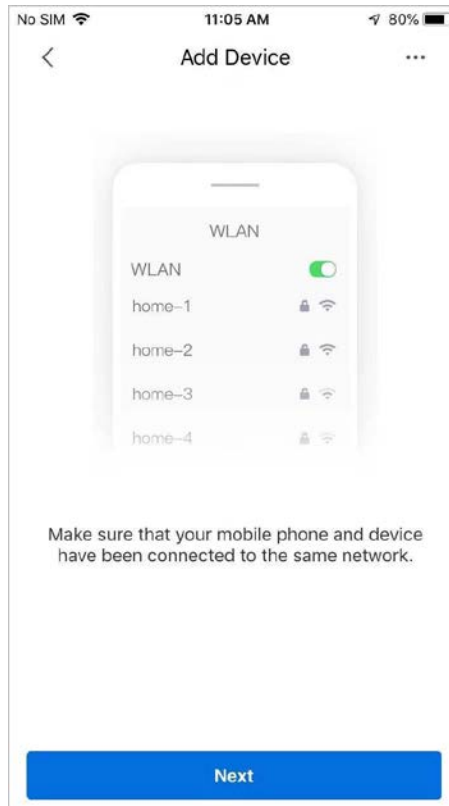 No SIM 11:05 AM 80%
Add Device
WLAN
WLAN
home-1
home-2
home-3
home-4
Make sure that your mobile phone and device
have been connected to the same network.
Next